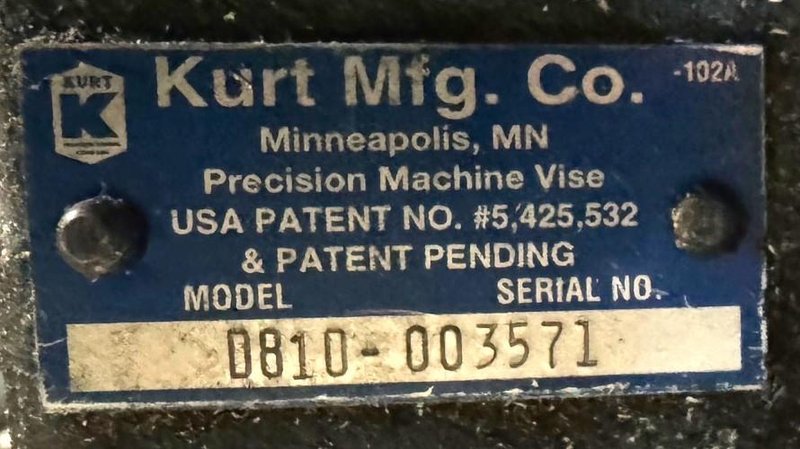 KURT
K
Kurt Mfg. Co.
-102A
Minneapolis, MN
Precision Machine Vise
USA PATENT NO. #5,425,532
& PATENT PENDING
MODEL SERIAL NO.
D810-003571